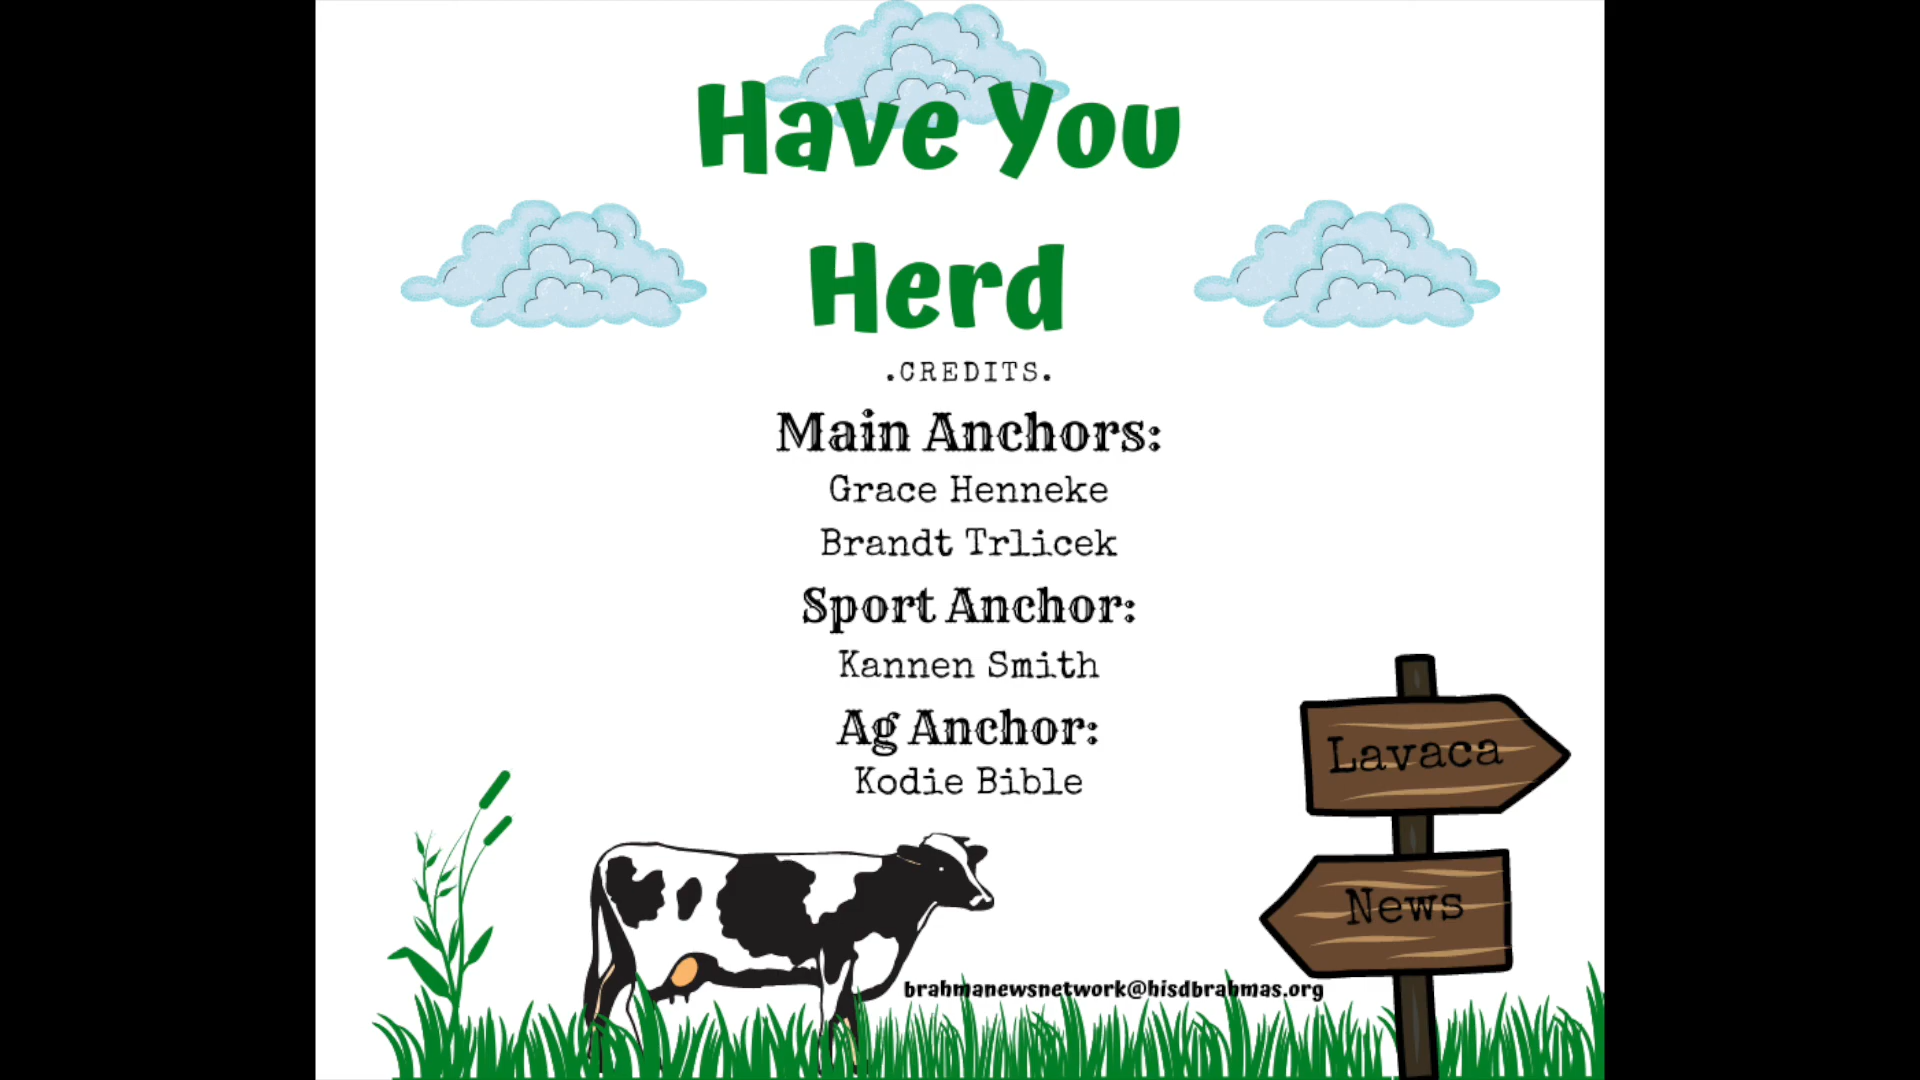 Have You
Herd
.CREDITS.
Main Anchors:
Grace Henneke
Brandt Trlicek
Sport Anchor:
Kannen Smith
Ag Anchor:
Kodie Bible
Lavaca
News
brahmanewsnetwork@hisdbrahmas.org